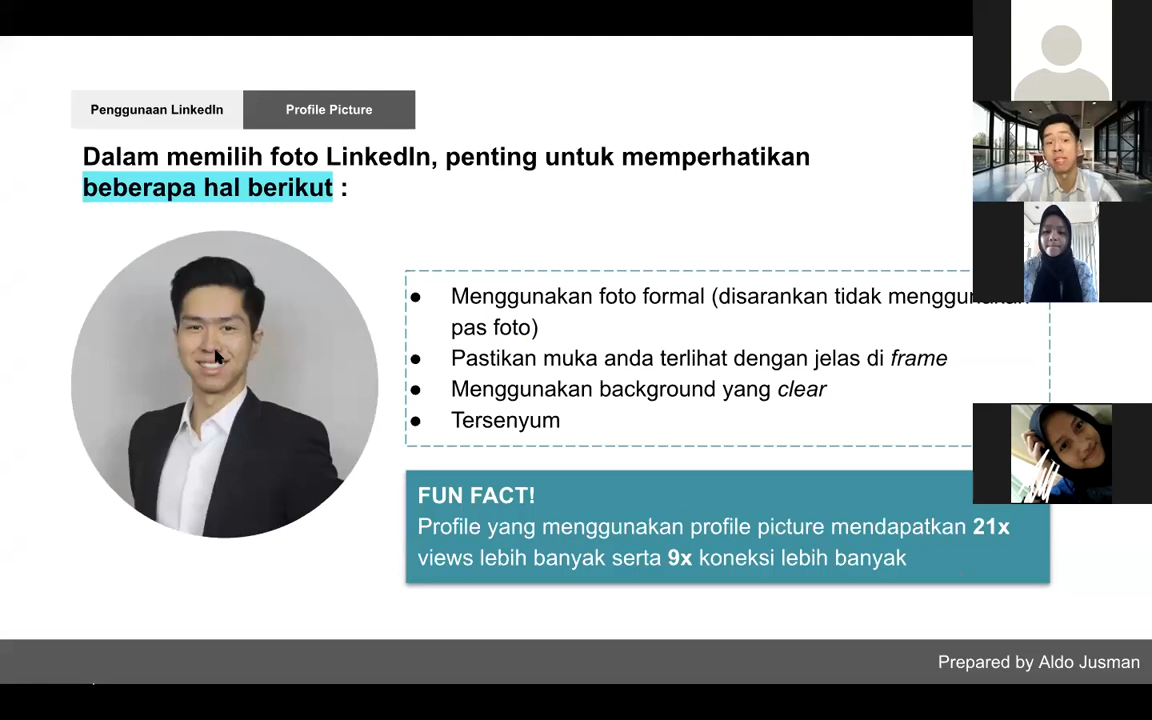 Penggunaan LinkedIn
Profile Picture
Dalam memilih foto LinkedIn, penting untuk memperhatikan
beberapa hal berikut :
● Menggunakan foto formal (disarankan tidak menggunakan
pas foto)
● Pastikan muka anda terlihat dengan jelas di frame
● Menggunakan background yang clear
● Tersenyum
FUN FACT!
Profile yang menggunakan profile picture mendapatkan 21x
views lebih banyak serta 9x koneksi lebih banyak
Prepared by Aldo Jusman